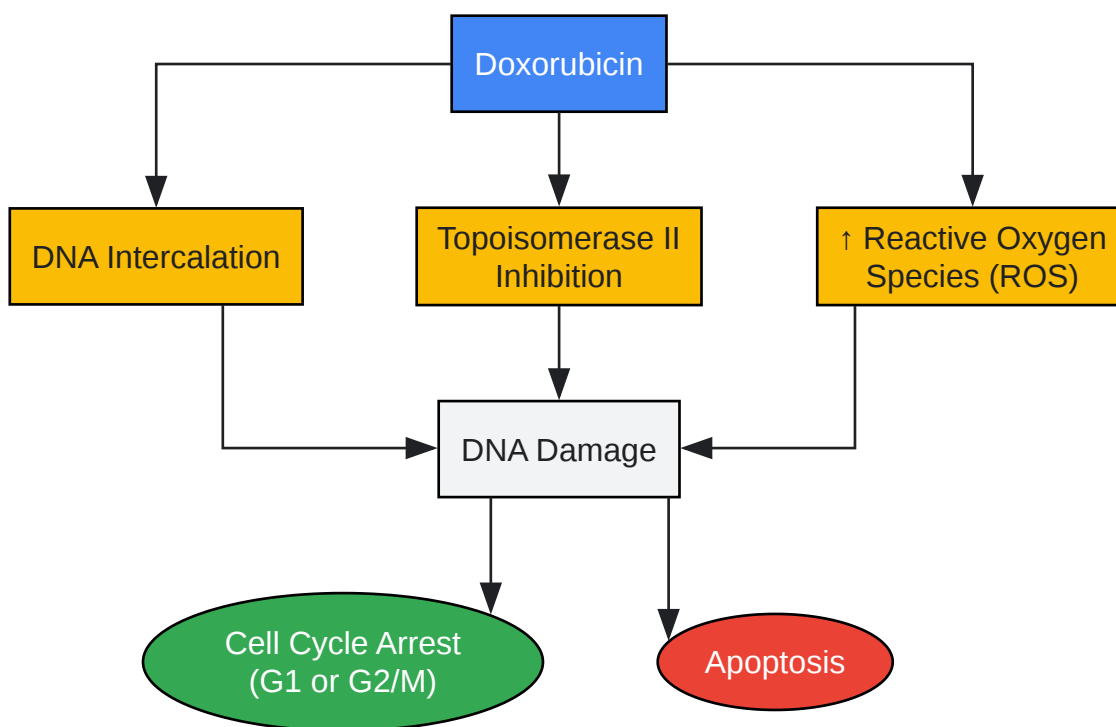 Doxorubicin
DNA Intercalation
Topoisomerase II
Inhibition
↑ Reactive Oxygen
Species (ROS)
DNA Damage
Cell Cycle Arrest
(G1 or G2/M)
Apoptosis